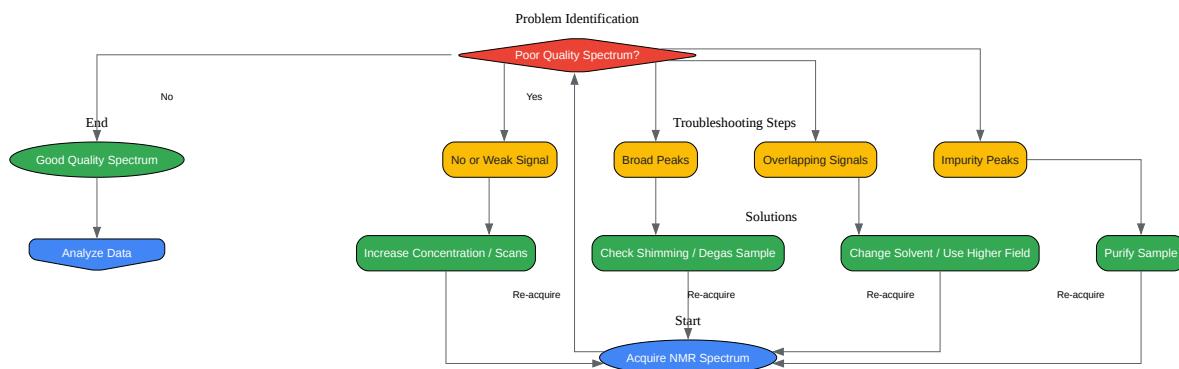 Problem Identification
Poor Quality Spectrum?
No
Yes
End
Troubleshooting Steps
Good Quality Spectrum
No or Weak Signal
Broad Peaks
Overlapping Signals
Impurity Peaks
Solutions
Analyze Data
Increase Concentration / Scans
Check Shimming / Degas Sample
Change Solvent / Use Higher Field
Purify Sample
Re-acquire
Re-acquire
Re-acquire
Re-acquire
Start
Acquire NMR Spectrum